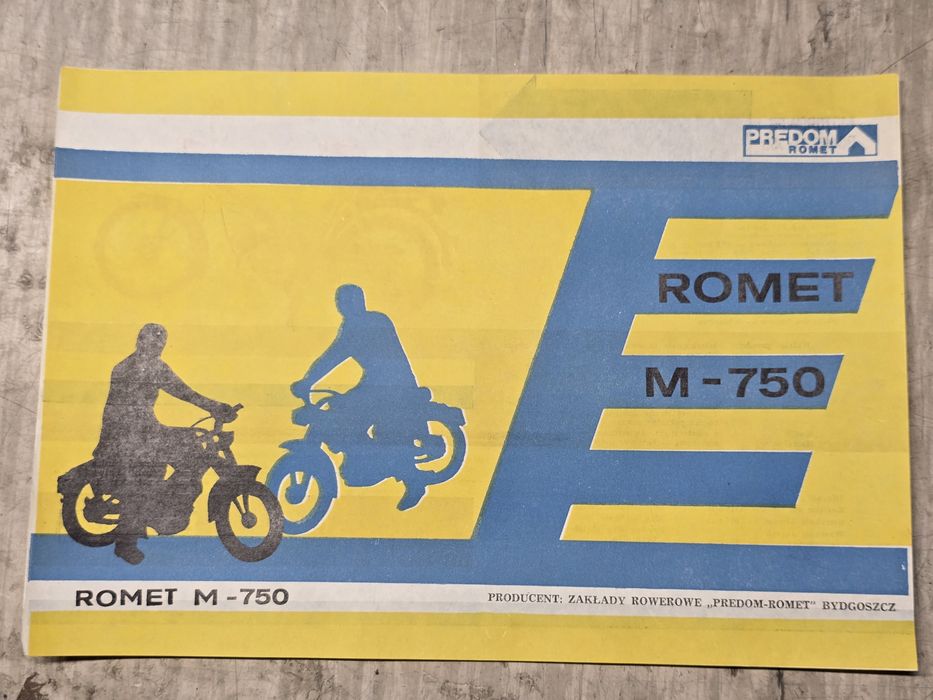 PREDOM
ROMET
ROMET
M-750
ROMET M-750
PRODUCENT: ZAKŁADY ROWEROWE „PREDOM-ROMET” BYDGOSZCZ